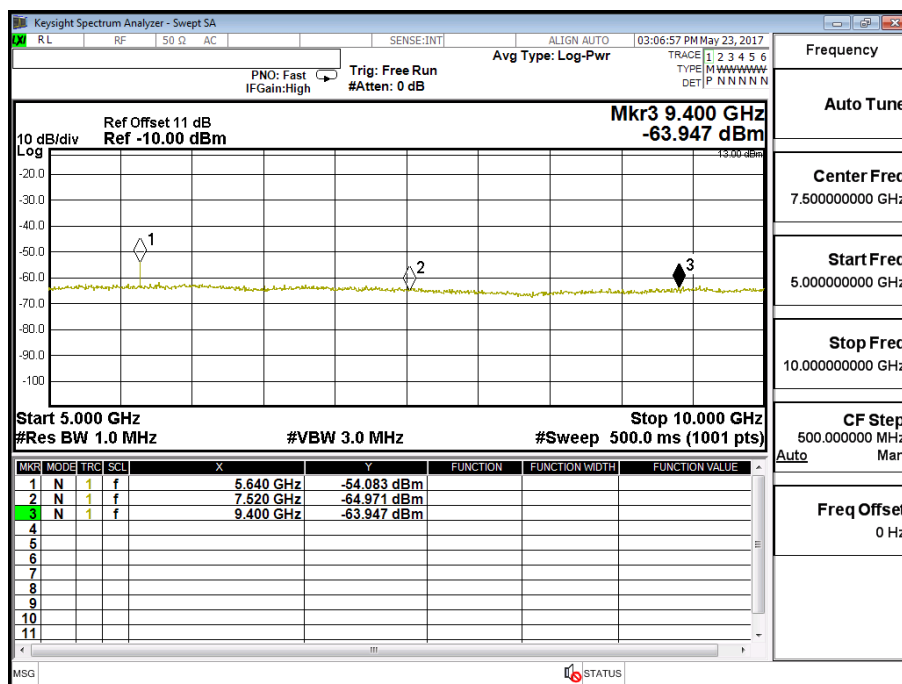 Keysight Spectrum Analyzer - Swept SA
LXI RL RF 50 Ω AC SENSE:INT ALIGN AUTO 03:06:57 PM May 23, 2017
Frequency
Avg Type: Log-Pwr TRACE 1 2 3 4 5 6
PNO: Fast Trig: Free Run TYPE M W W W W W
IFGain:High #Atten: 0 dB DET P N N N N N
Auto Tune
Ref Offset 11 dB Mkr3 9.400 GHz
10 dB/div Ref -10.00 dBm -63.947 dBm
Log
-13.00 dBm
-20.0
-30.0
-40.0
-50.0
-60.0
-70.0
-80.0
-90.0
-100
1
2
3
Center Freq
7.500000000 GHz
Start Freq
5.000000000 GHz
Stop Freq
10.000000000 GHz
Start 5.000 GHz Stop 10.000 GHz
#Res BW 1.0 MHz #VBW 3.0 MHz #Sweep 500.0 ms (1001 pts)
CF Step
500.000000 MHz
Auto Man
MKR MODE TRC SCL X Y FUNCTION FUNCTION WIDTH FUNCTION VALUE
1 N 1 f 5.640 GHz -54.083 dBm
2 N 1 f 7.520 GHz -64.971 dBm
3 N 1 f 9.400 GHz -63.947 dBm
4
5
6
7
8
9
10
11
Freq Offset
0 Hz
MSG STATUS